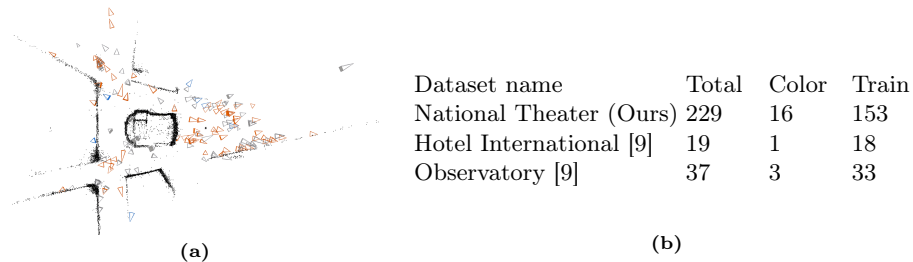 Dataset name Total Color Train
National Theater (Ours) 229 16 153
Hotel International [9] 19 1 18
Observatory [9] 37 3 33
(a) (b)